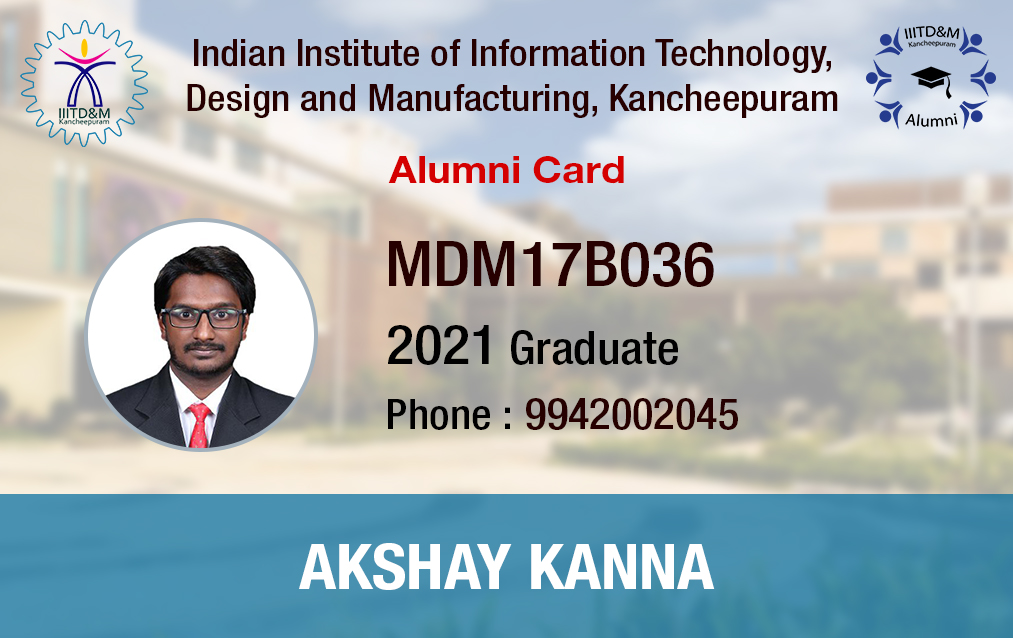 Indian Institute of Information Technology,
Design and Manufacturing, Kancheepuram
IIITD&M
Kancheepuram
IIITD&M
Kancheepuram
Alumni
Alumni Card
MDM17B036
2021 Graduate
Phone : 9942002045
AKSHAY KANNA